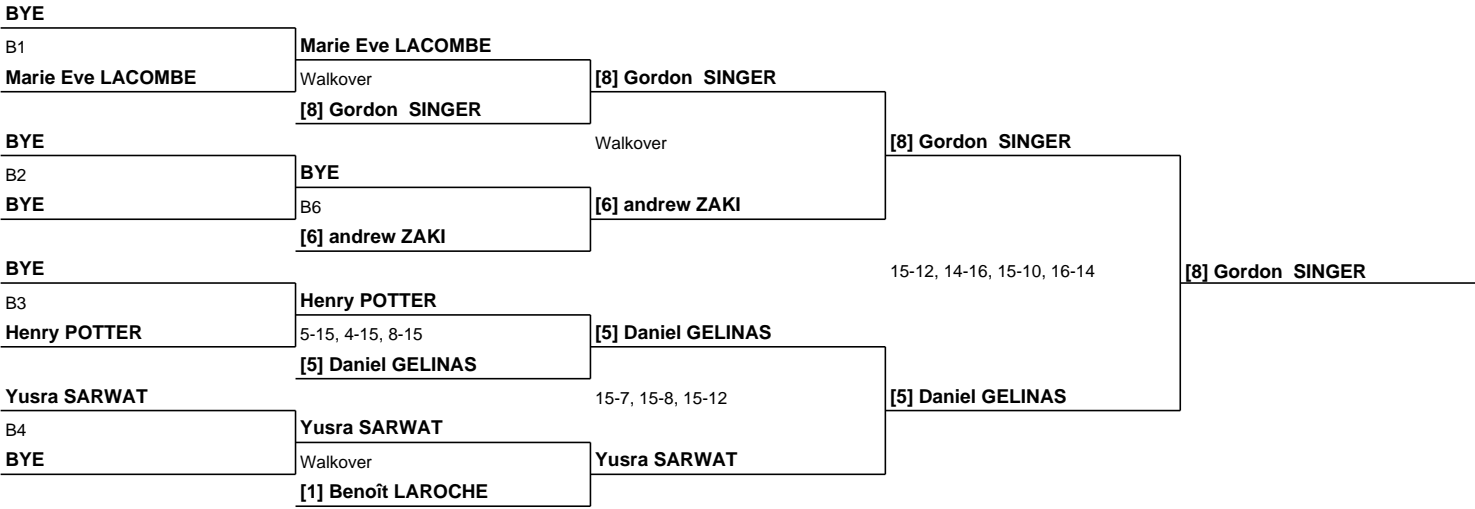 BYE
B1
Marie Eve LACOMBE
Marie Eve LACOMBE
Walkover
[8] Gordon SINGER
[8] Gordon SINGER
BYE
B2
BYE
BYE
B6
[6] andrew ZAKI
[6] andrew ZAKI
Walkover
[8] Gordon SINGER
BYE
B3
Henry POTTER
Henry POTTER
5-15, 4-15, 8-15
[5] Daniel GELINAS
[5] Daniel GELINAS
Yusra SARWAT
B4
BYE
Yusra SARWAT
Walkover
[1] Benoît LAROCHE
Yusra SARWAT
15-7, 15-8, 15-12
[5] Daniel GELINAS
15-12, 14-16, 15-10, 16-14
[8] Gordon SINGER